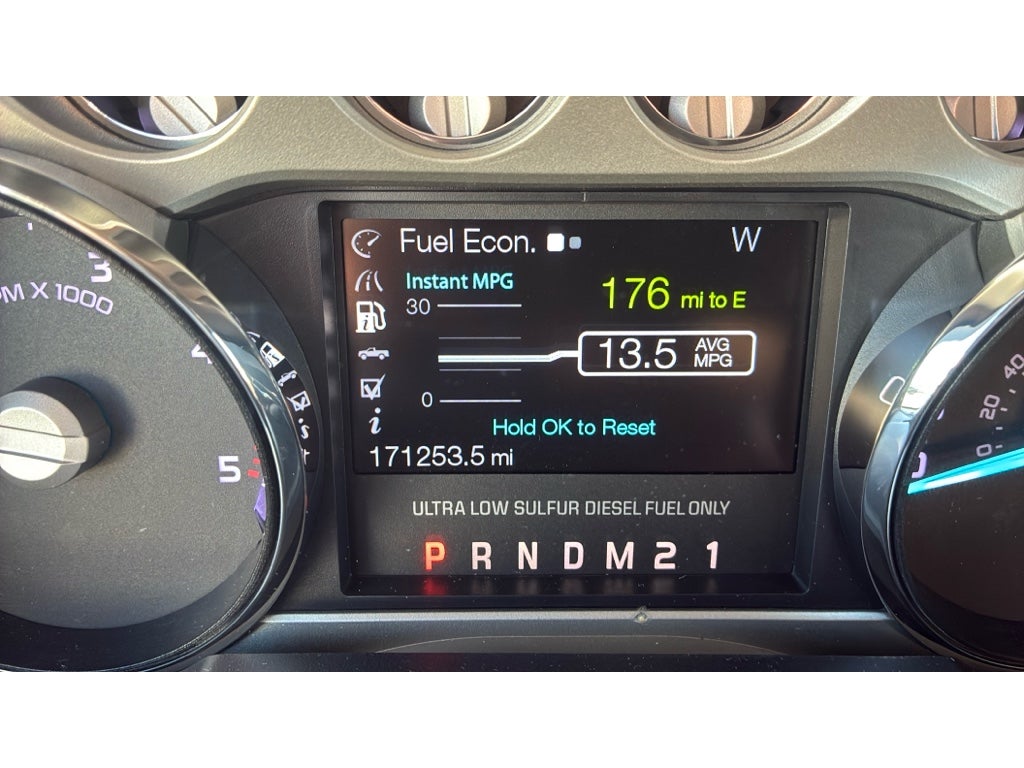 Fuel Econ.
W
Instant MPG
30
176 mi to E
13.5 AVG MPG
0
Hold OK to Reset
171253.5 mi
ULTRA LOW SULFUR DIESEL FUEL ONLY
P R N D M 2 1
3
M X 1000
4
5
40
20
0